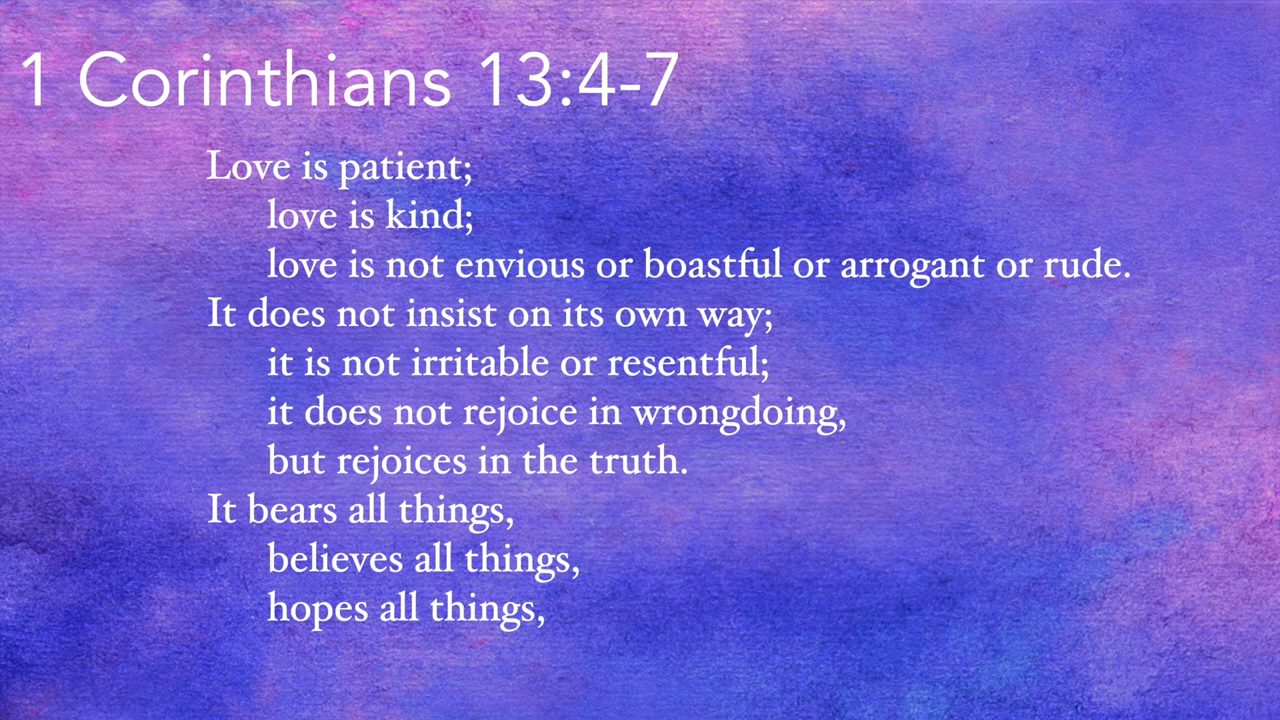 1 Corinthians 13:4-7
Love is patient;
love is kind;
love is not envious or boastful or arrogant or rude.
It does not insist on its own way;
it is not irritable or resentful;
it does not rejoice in wrongdoing,
but rejoices in the truth.
It bears all things,
believes all things,
hopes all things,